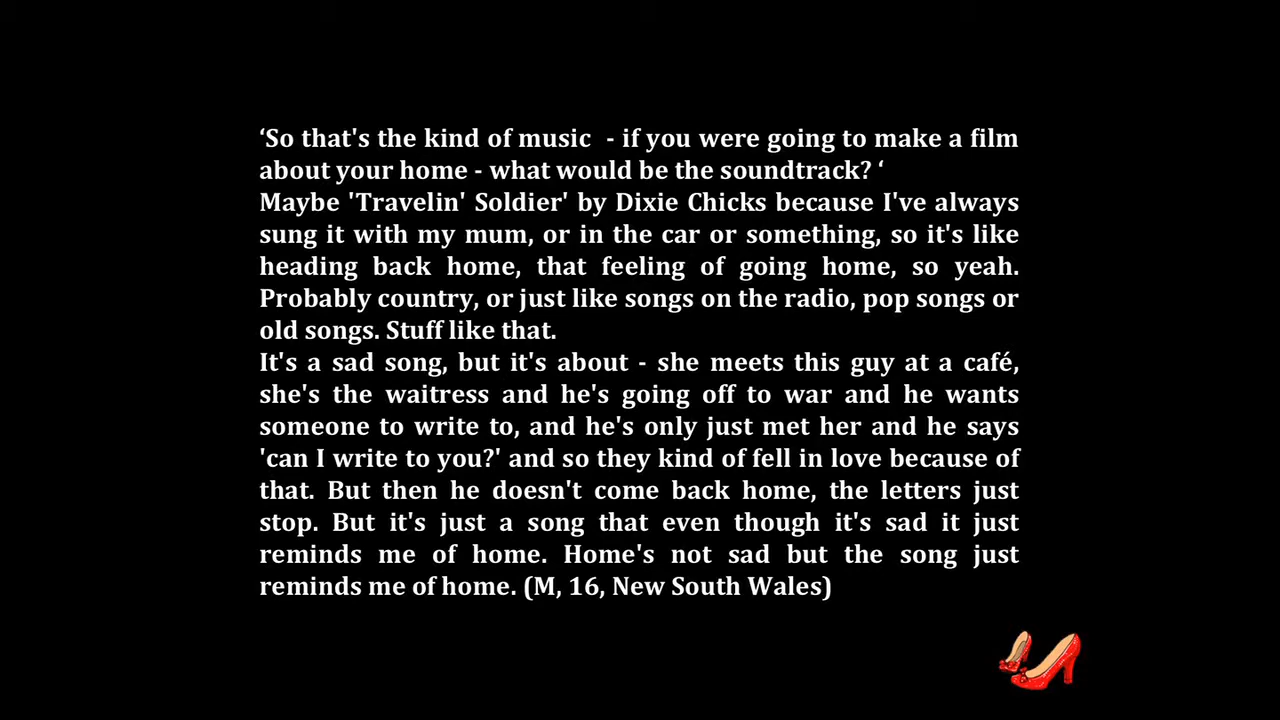 ‘So that's the kind of music  - if you were going to make a film
about your home - what would be the soundtrack? ‘
Maybe 'Travelin' Soldier' by Dixie Chicks because I've always
sung it with my mum, or in the car or something, so it's like
heading back home, that feeling of going home, so yeah.
Probably country, or just like songs on the radio, pop songs or
old songs. Stuff like that.
It's a sad song, but it's about - she meets this guy at a café,
she's the waitress and he's going off to war and he wants
someone to write to, and he's only just met her and he says
'can I write to you?' and so they kind of fell in love because of
that. But then he doesn't come back home, the letters just
stop. But it's just a song that even though it's sad it just
reminds me of home. Home's not sad but the song just
reminds me of home. (M, 16, New South Wales)